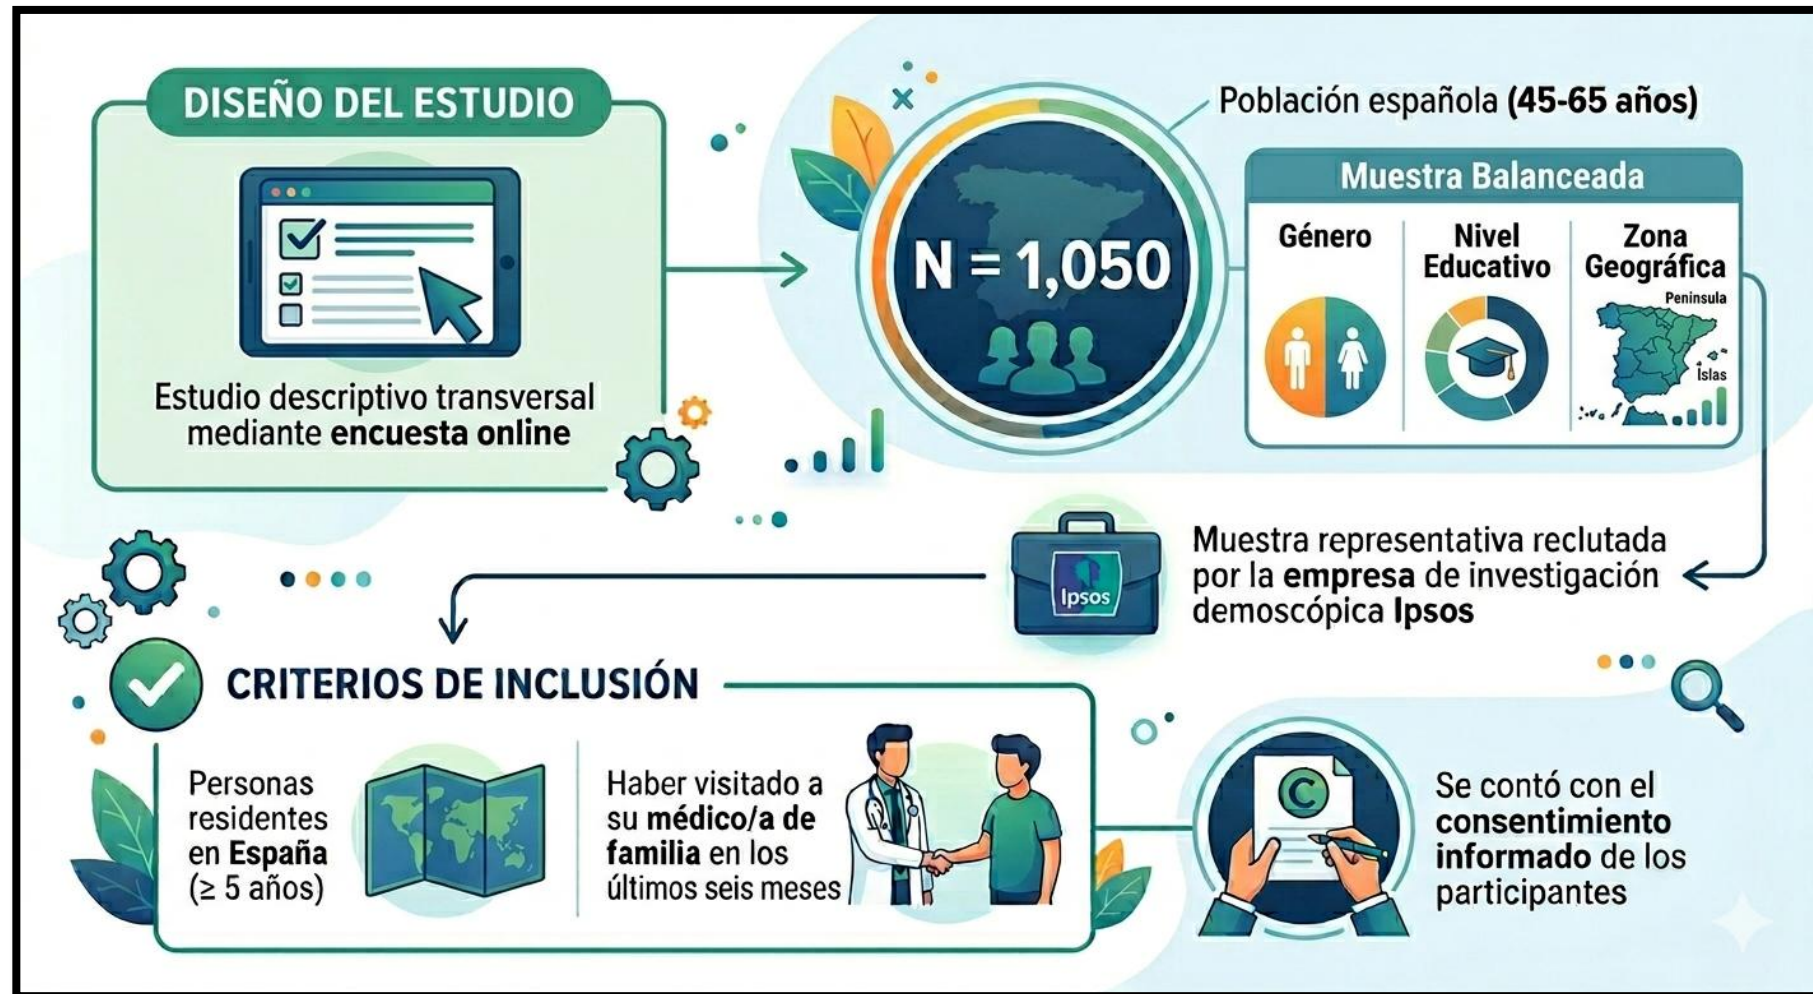 DISEÑO DEL ESTUDIO
Estudio descriptivo transversal
mediante encuesta online
N = 1,050
Población española (45-65 años)
Muestra Balanceada
Género
Nivel
Educativo
Zona
Geográfica
Peninsula
Islas
Ipsos
Muestra representativa reclutada
por la empresa de investigación
demoscópica Ipsos
CRITERIOS DE INCLUSIÓN
Personas
residentes
en España
(≥ 5 años)
Haber visitado a
su médico/a de
familia en los
últimos seis meses
C
Se contó con el
consentimiento
informado de los
participantes